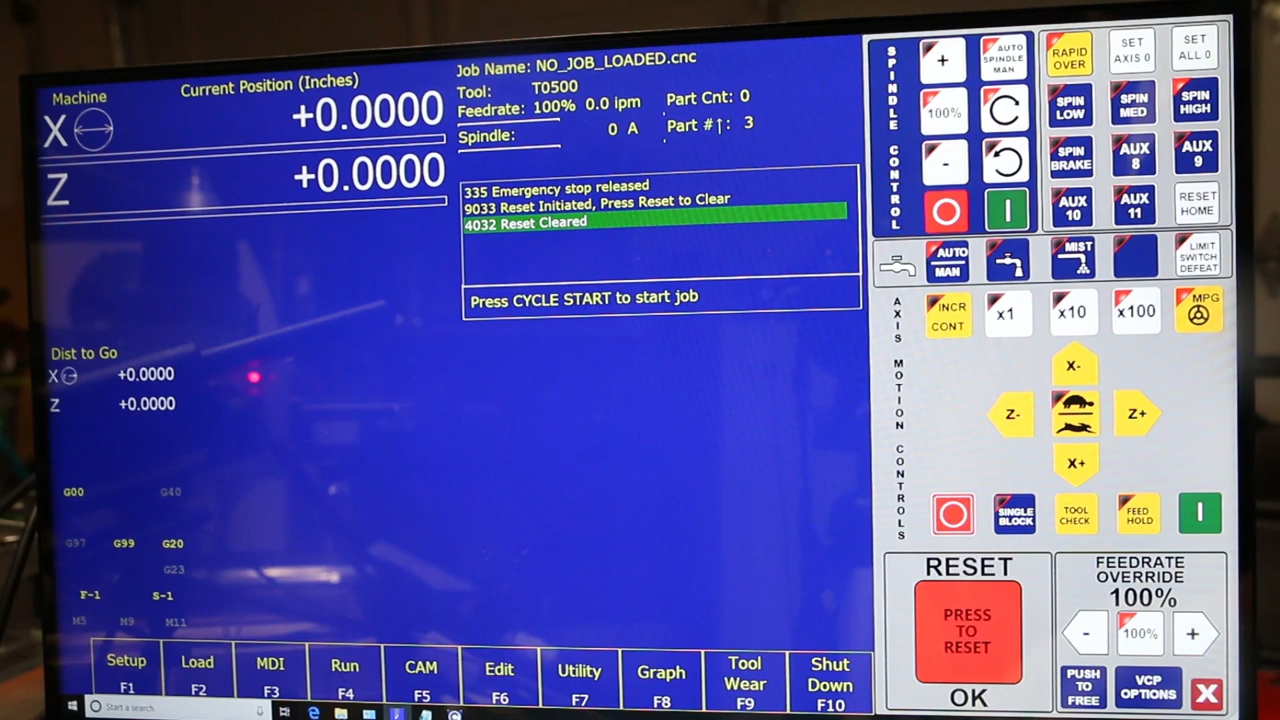 Machine
Current Position (Inches)
X +0.0000
Z +0.0000
Job Name: NO_JOB_LOADED.cnc
Tool: T0500
Feedrate: 100% 0.0 ipm Part Cnt: 0
Spindle: 0 A Part #↑: 3
335 Emergency stop released
9033 Reset Initiated, Press Reset to Clear
4032 Reset Cleared
Press CYCLE START to start job
Dist to Go
X +0.0000
Z +0.0000
G00 G40
G97 G99 G20
G23
F-1 S-1
M5 M9 M11
Setup
F1
Load
F2
MDI
F3
Run
F4
CAM
F5
Edit
F6
Utility
F7
Graph
F8
Tool
Wear
F9
Shut
Down
F10
Start a search
SPINDLE CONTROL
+
AUTO
SPINDLE
MAN
100%
-
RAPID
OVER
SET
AXIS 0
SET
ALL 0
SPIN
LOW
SPIN
MED
SPIN
HIGH
SPIN
BRAKE
AUX
8
AUX
9
AUX
10
AUX
11
RESET
HOME
AUTO
MAN
MIST
LIMIT
SWITCH
DEFEAT
AXIS MOTION CONTROLS
INCR
CONT
x1
x10
x100
MPG
X-
Z-
Z+
X+
SINGLE
BLOCK
TOOL
CHECK
FEED
HOLD
RESET
PRESS
TO
RESET
OK
FEEDRATE
OVERRIDE
100%
-
100%
+
PUSH
TO
FREE
VCP
OPTIONS
X